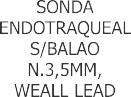 SONDA
ENDOTRAQUEAL
S/BALAO
N.3,5MM,
WEALL LEAD